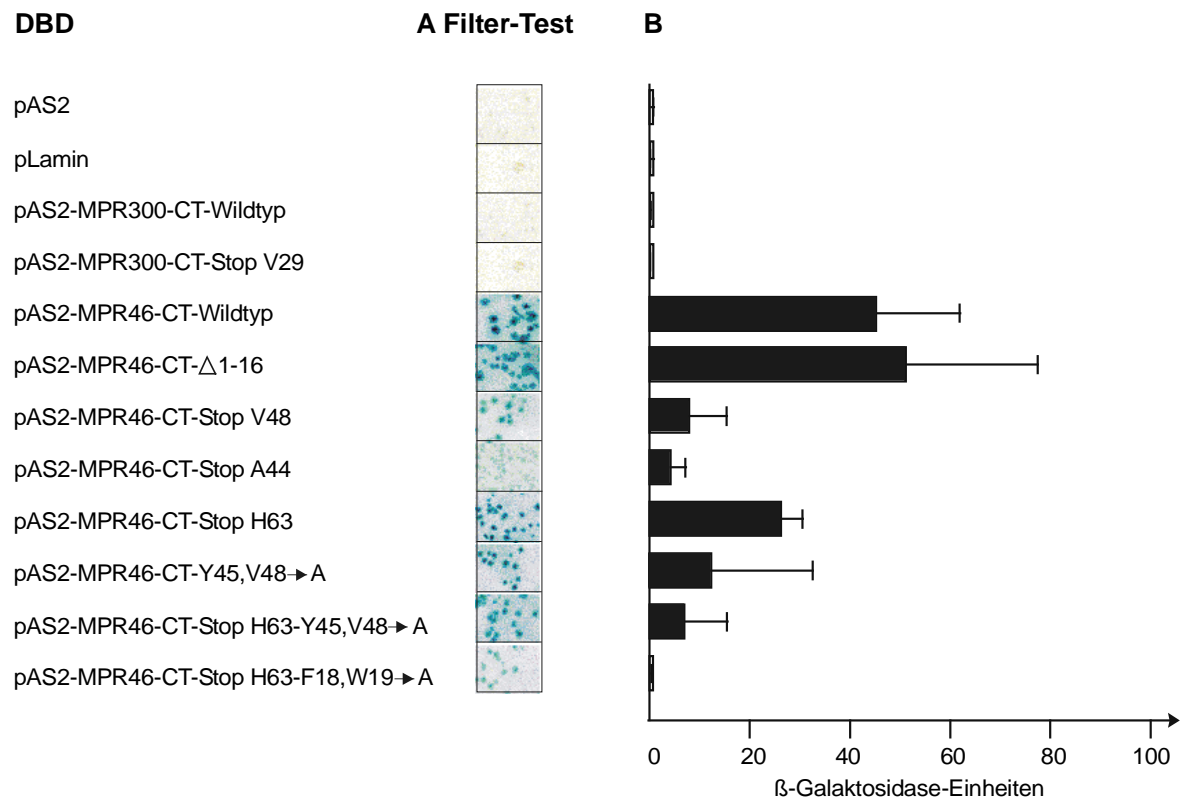 DBD A Filter-Test B
pAS2
pLamin
pAS2-MPR300-CT-Wildtyp
pAS2-MPR300-CT-Stop V29
pAS2-MPR46-CT-Wildtyp
pAS2-MPR46-CT-△1-16
pAS2-MPR46-CT-Stop V48
pAS2-MPR46-CT-Stop A44
pAS2-MPR46-CT-Stop H63
pAS2-MPR46-CT-Y45,V48→A
pAS2-MPR46-CT-Stop H63-Y45,V48→A
pAS2-MPR46-CT-Stop H63-F18,W19→A
0 20 40 60 80 100
ß-Galaktosidase-Einheiten